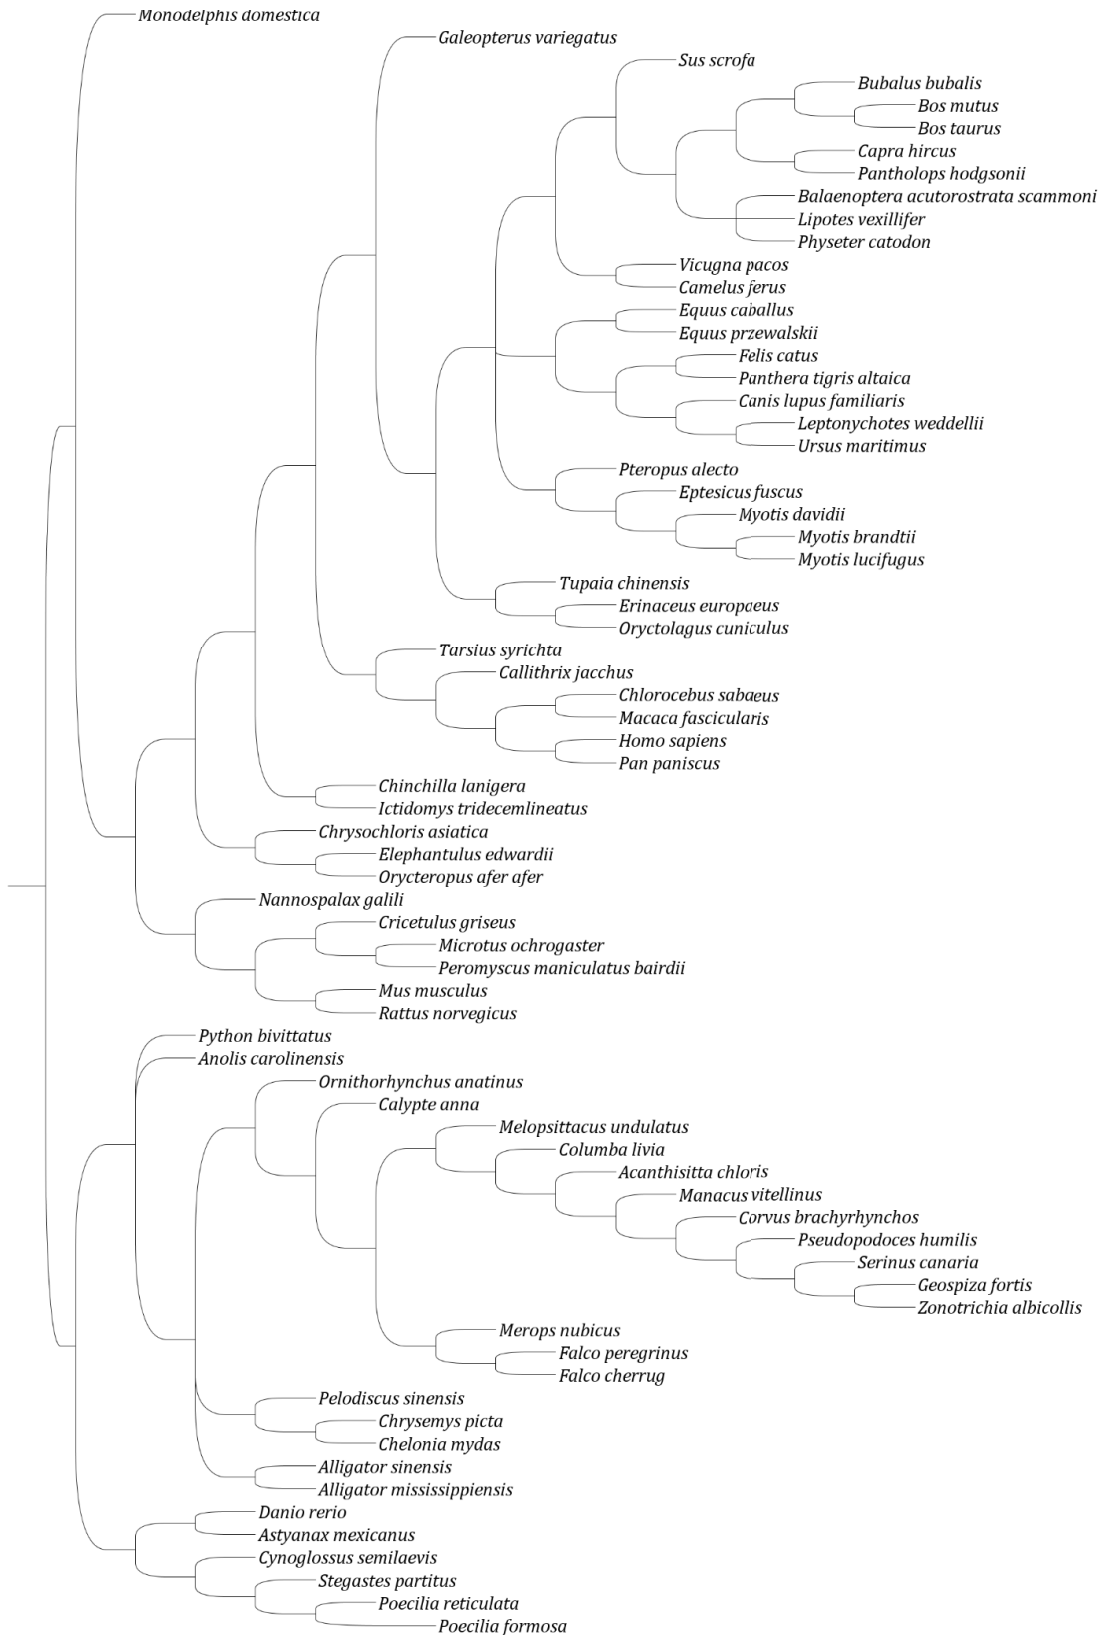 Monodelphis domestica
Galeopterus variegatus
Sus scrofa
Bubalus bubalis
Bos mutus
Bos taurus
Capra hircus
Pantholops hodgsonii
Balaenoptera acutorostrata scammoni
Lipotes vexillifer
Physeter catodon
Vicugna pacos
Camelus ferus
Equus caballus
Equus przewalskii
Felis catus
Panthera tigris altaica
Canis lupus familiaris
Leptonychotes weddellii
Ursus maritimus
Pteropus alecto
Eptesicus fuscus
Myotis davidii
Myotis brandtii
Myotis lucifugus
Tupaia chinensis
Erinaceus europaeus
Oryctolagus cuniculus
Tarsius syrichta
Callithrix jacchus
Chlorocebus sabaeus
Macaca fascicularis
Homo sapiens
Pan paniscus
Chinchilla lanigera
Ictidomys tridecemlineatus
Chrysochloris asiatica
Elephantulus edwardii
Orycteropus afer afer
Nannospalax galili
Cricetulus griseus
Microtus ochrogaster
Peromyscus maniculatus bairdii
Mus musculus
Rattus norvegicus
Python bivittatus
Anolis carolinensis
Ornithorhynchus anatinus
Calypte anna
Melopsittacus undulatus
Columba livia
Acanthisitta chloris
Manacus vitellinus
Corvus brachyrhynchos
Pseudopodoces humilis
Serinus canaria
Geospiza fortis
Zonotrichia albicollis
Merops nubicus
Falco peregrinus
Falco cherrug
Pelodiscus sinensis
Chrysemys picta
Chelonia mydas
Alligator sinensis
Alligator mississippiensis
Danio rerio
Astyanax mexicanus
Cynoglossus semilaevis
Stegastes partitus
Poecilia reticulata
Poecilia formosa